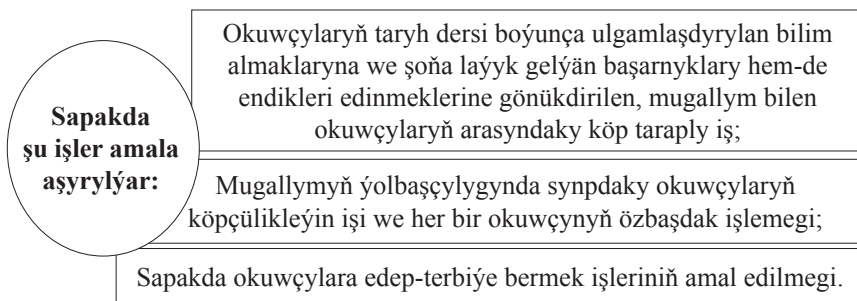 Sapakda
şu işler amala
aşyrylýar:
Okuwçylaryň taryh dersi boýunça ulgamlaşdyrylan bilim
almaklaryna we şoňa laýyk gelýän başarnyklary hem-de
endikleri edinmeklerine gönükdirilen, mugallym bilen
okuwçylaryň arasyndaky köp taraply iş;
Mugallymyň ýolbaşçylygynda synpdaky okuwçylaryň
köpçülikleýin işi we her bir okuwçynyň özbaşdak işlemegi;
Sapakda okuwçylara edep-terbiýe bermek işleriniň amal edilmegi.